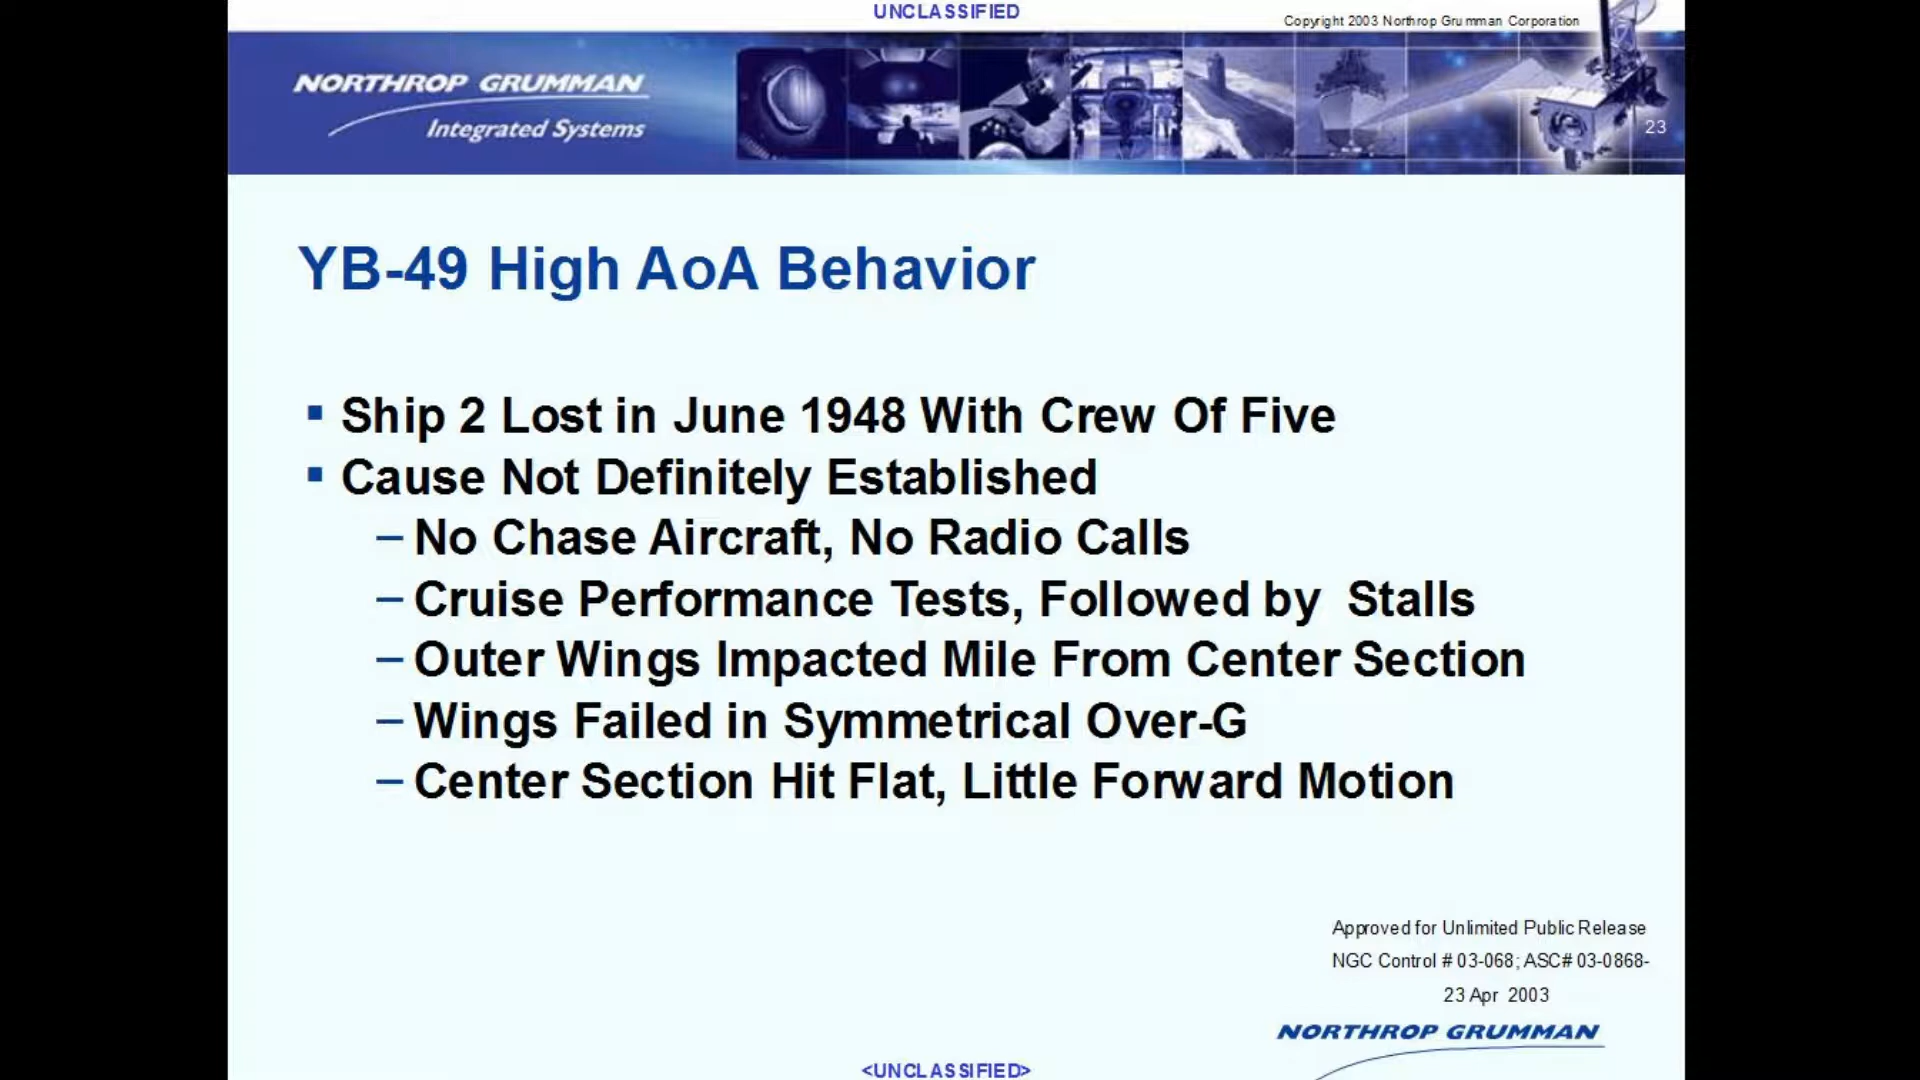 UNCLASSIFIED
Copyright 2003 Northrop Grumman Corporation
NORTHROP GRUMMAN
Integrated Systems
23
YB-49 High AoA Behavior
▪ Ship 2 Lost in June 1948 With Crew Of Five
▪ Cause Not Definitely Established
– No Chase Aircraft, No Radio Calls
– Cruise Performance Tests, Followed by Stalls
– Outer Wings Impacted Mile From Center Section
– Wings Failed in Symmetrical Over-G
– Center Section Hit Flat, Little Forward Motion
Approved for Unlimited Public Release
NGC Control # 03-068; ASC# 03-0868-
23 Apr 2003
NORTHROP GRUMMAN
<UNCLASSIFIED>